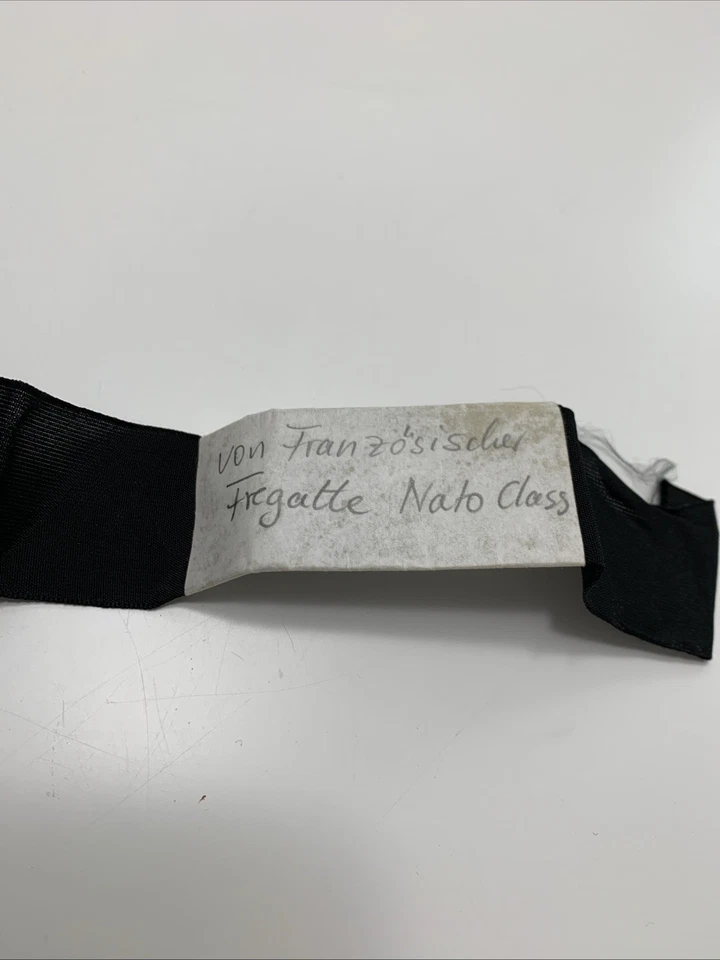 von Französischer
Fregatte Nato Class